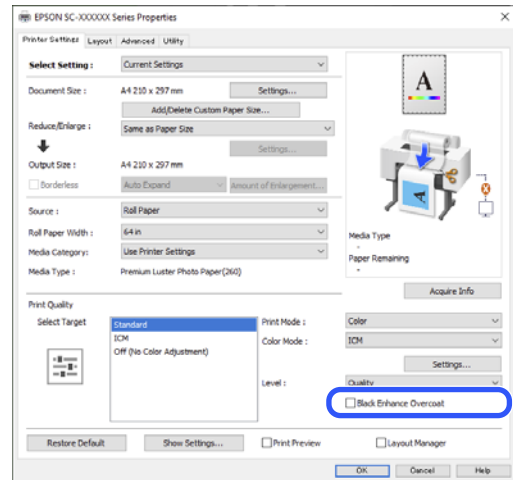 EPSON SC-XXXXXX Series Properties
Printer Settings Layout Advanced Utility
Select Setting : Current Settings
Document Size : A4 210 x 297 mm Settings...
Add/Delete Custom Paper Size...
Reduce/Enlarge : Same as Paper Size
Settings...
Output Size : A4 210 x 297 mm
Borderless Auto Expand Amount of Enlargement...
Source : Roll Paper
Roll Paper Width : 64 in
Media Category: Use Printer Settings
Media Type : Premium Luster Photo Paper(260)
A
A
Media Type
-
Paper Remaining
-
Acquire Info
Print Quality
Select Target
Standard
ICM
Off (No Color Adjustment)
Print Mode : Color
Color Mode : ICM
Settings...
Level : Quality
Black Enhance Overcoat
Restore Default Show Settings... Print Preview Layout Manager
OK Cancel Help